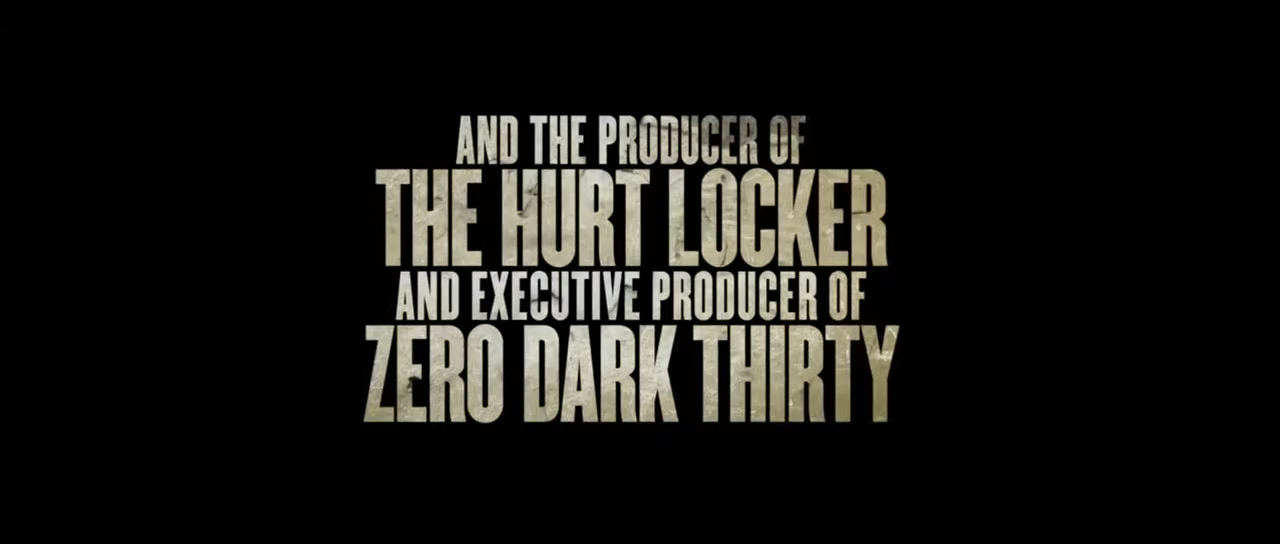 AND THE PRODUCER OF
THE HURT LOCKER
AND EXECUTIVE PRODUCER OF
ZERO DARK THIRTY